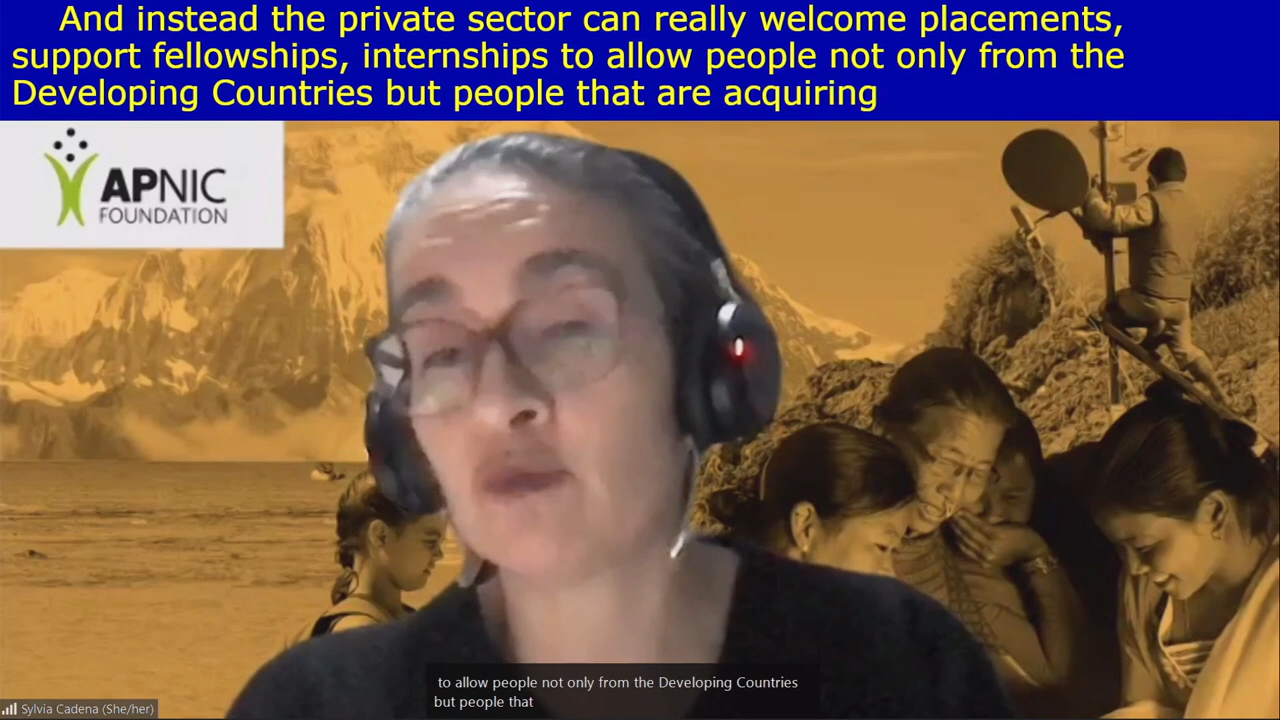 And instead the private sector can really welcome placements,
support fellowships, internships to allow people not only from the
Developing Countries but people that are acquiring
APNIC
FOUNDATION
to allow people not only from the Developing Countries
but people that
Sylvia Cadena (She/her)